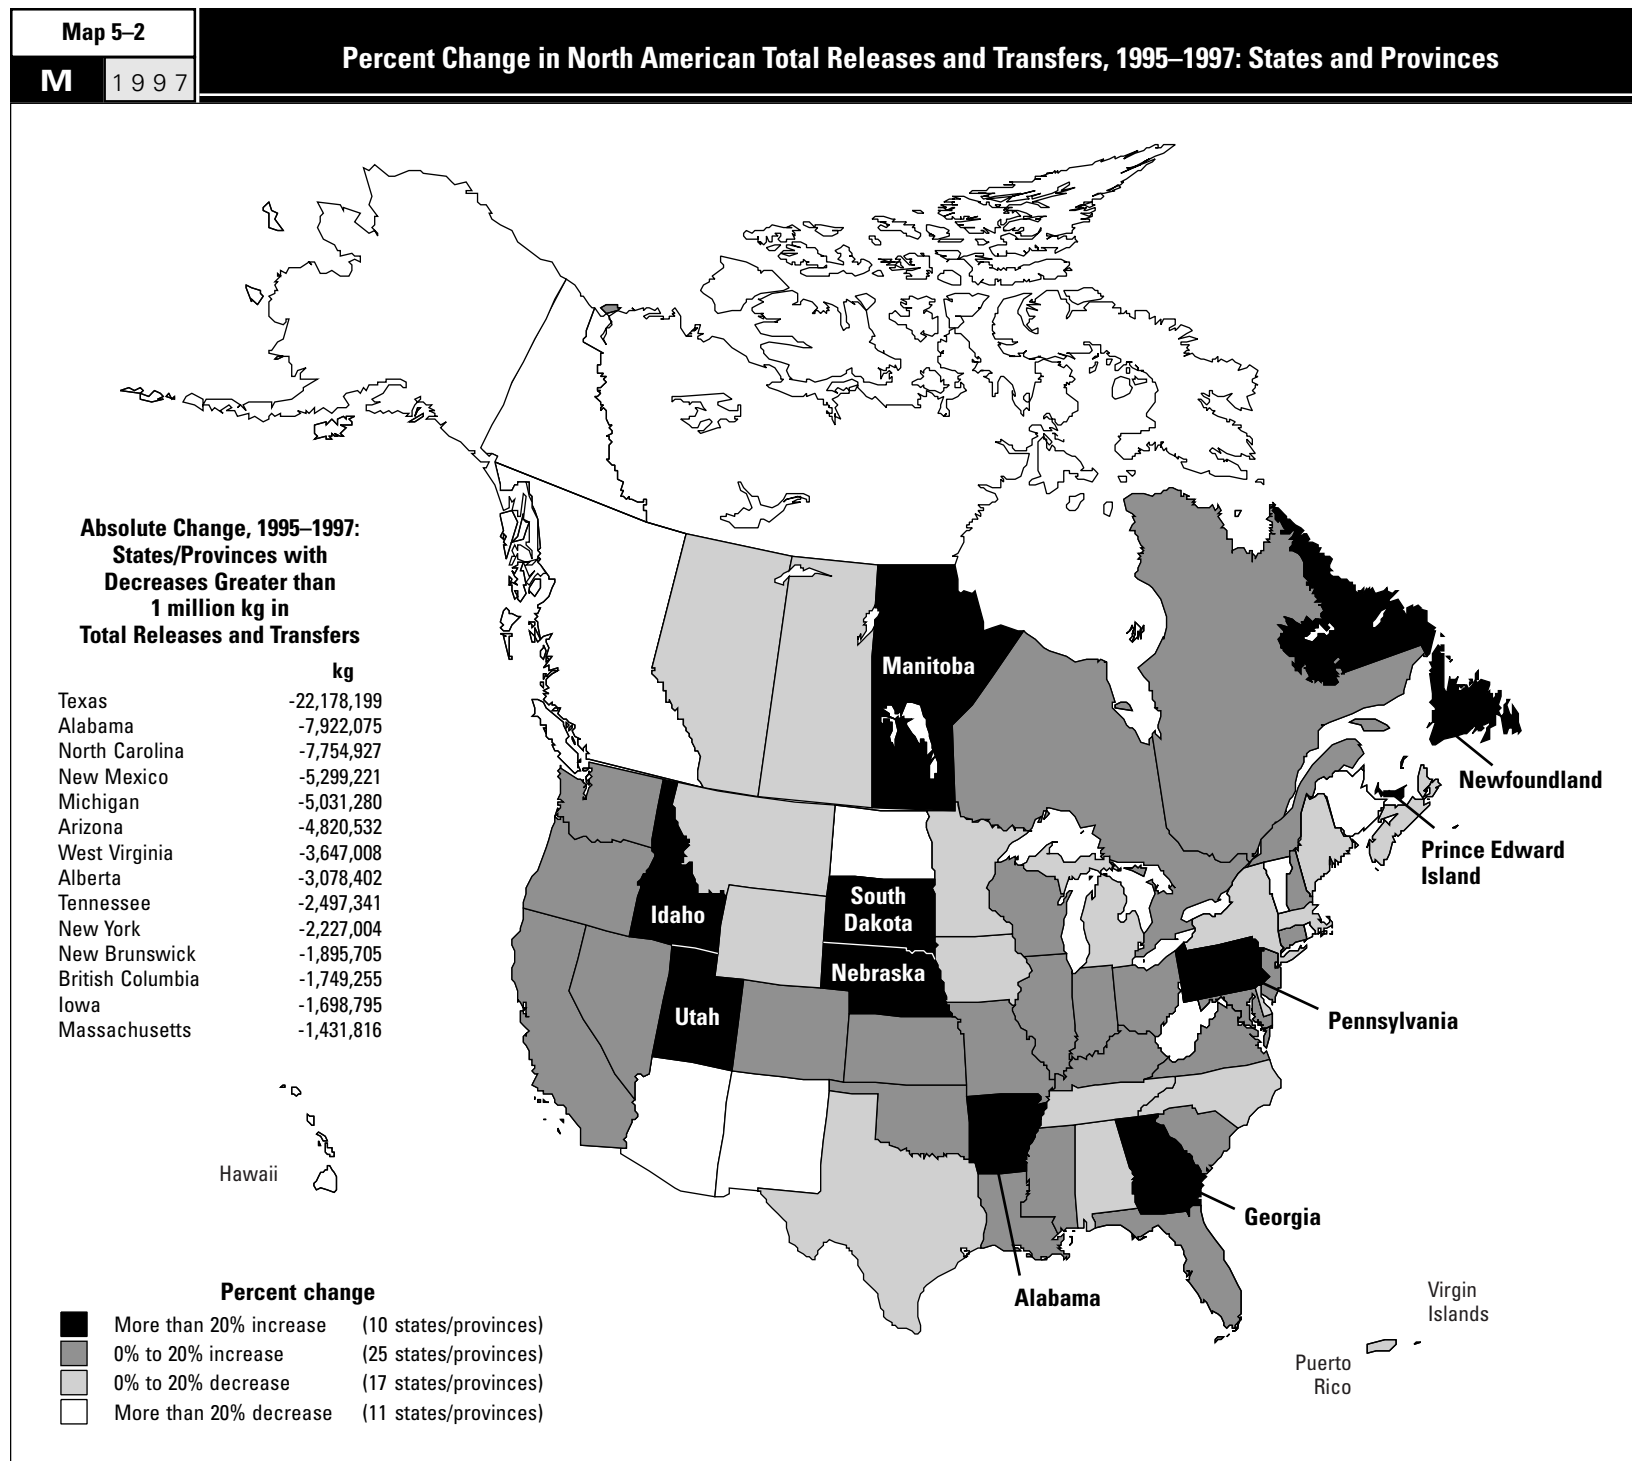 Map 5–2
M 1997
Percent Change in North American Total Releases and Transfers, 1995–1997: States and Provinces
Absolute Change, 1995–1997:
States/Provinces with
Decreases Greater than
1 million kg in
Total Releases and Transfers
kg
Texas -22,178,199
Alabama -7,922,075
North Carolina -7,754,927
New Mexico -5,299,221
Michigan -5,031,280
Arizona -4,820,532
West Virginia -3,647,008
Alberta -3,078,402
Tennessee -2,497,341
New York -2,227,004
New Brunswick -1,895,705
British Columbia -1,749,255
Iowa -1,698,795
Massachusetts -1,431,816
Manitoba
Newfoundland
Prince Edward
Island
Idaho
South
Dakota
Nebraska
Utah
Pennsylvania
Hawaii
Georgia
Alabama
Virgin
Islands
Puerto
Rico
Percent change
More than 20% increase (10 states/provinces)
0% to 20% increase (25 states/provinces)
0% to 20% decrease (17 states/provinces)
More than 20% decrease (11 states/provinces)